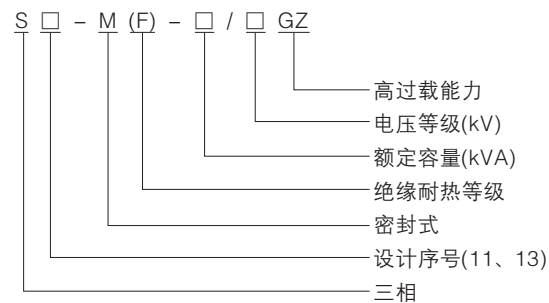 S □ - M (F) - □ / □ GZ
高过载能力
电压等级(kV)
额定容量(kVA)
绝缘耐热等级
密封式
设计序号(11、13)
三相